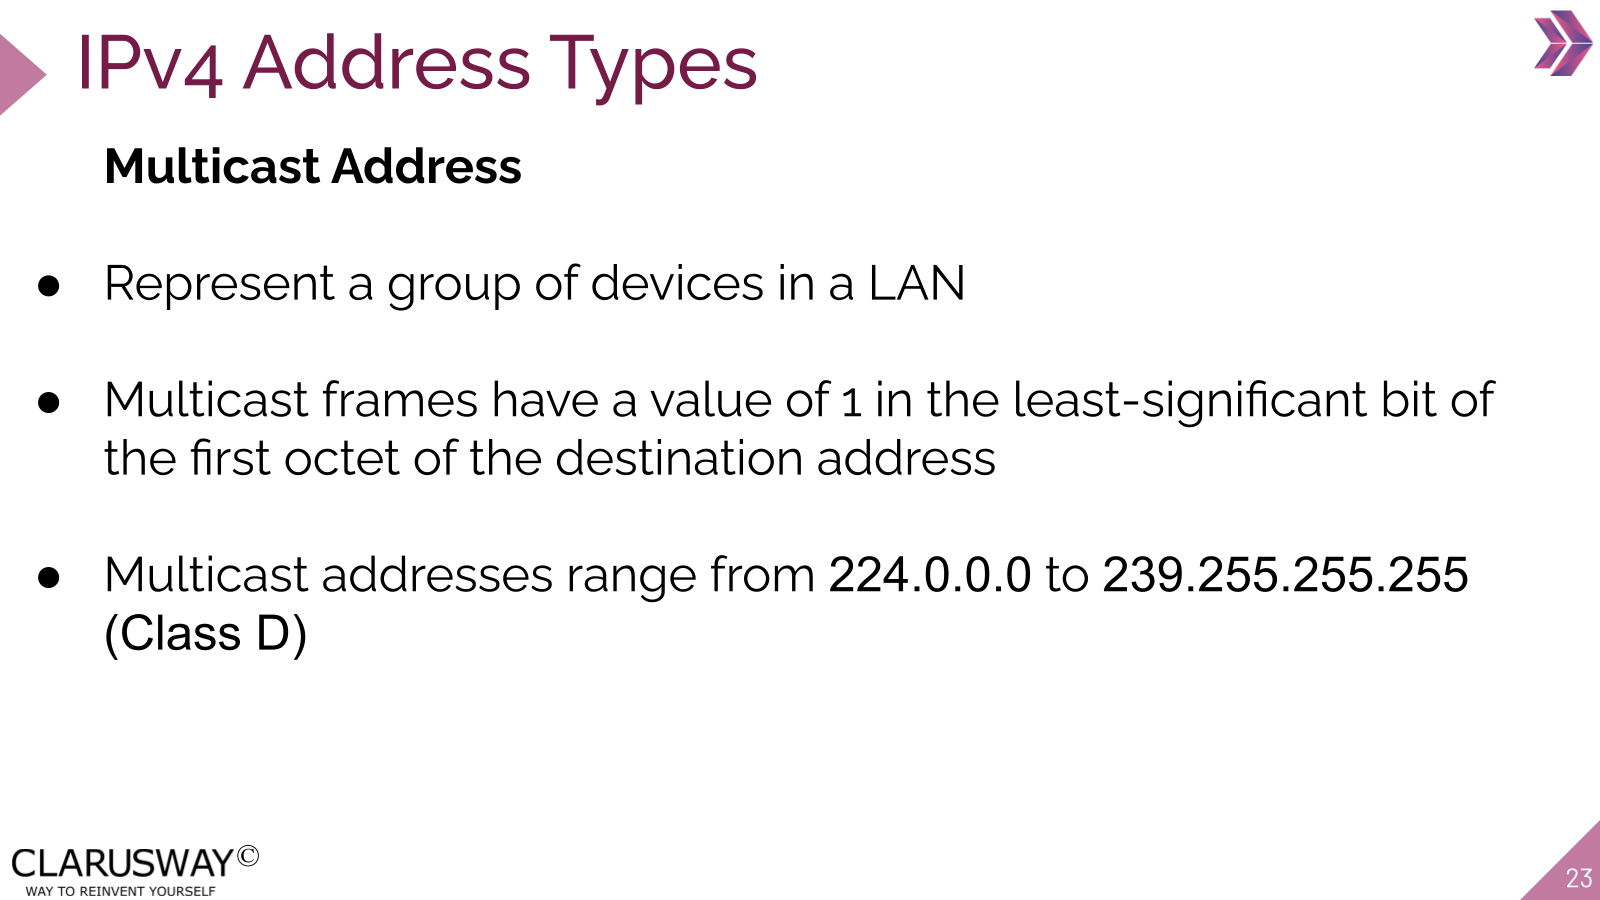 IPv4 Address Types
Multicast Address
● Represent a group of devices in a LAN
● Multicast frames have a value of 1 in the least-significant bit of
the first octet of the destination address
● Multicast addresses range from 224.0.0.0 to 239.255.255.255
(Class D)
CLARUSWAY©
WAY TO REINVENT YOURSELF
23